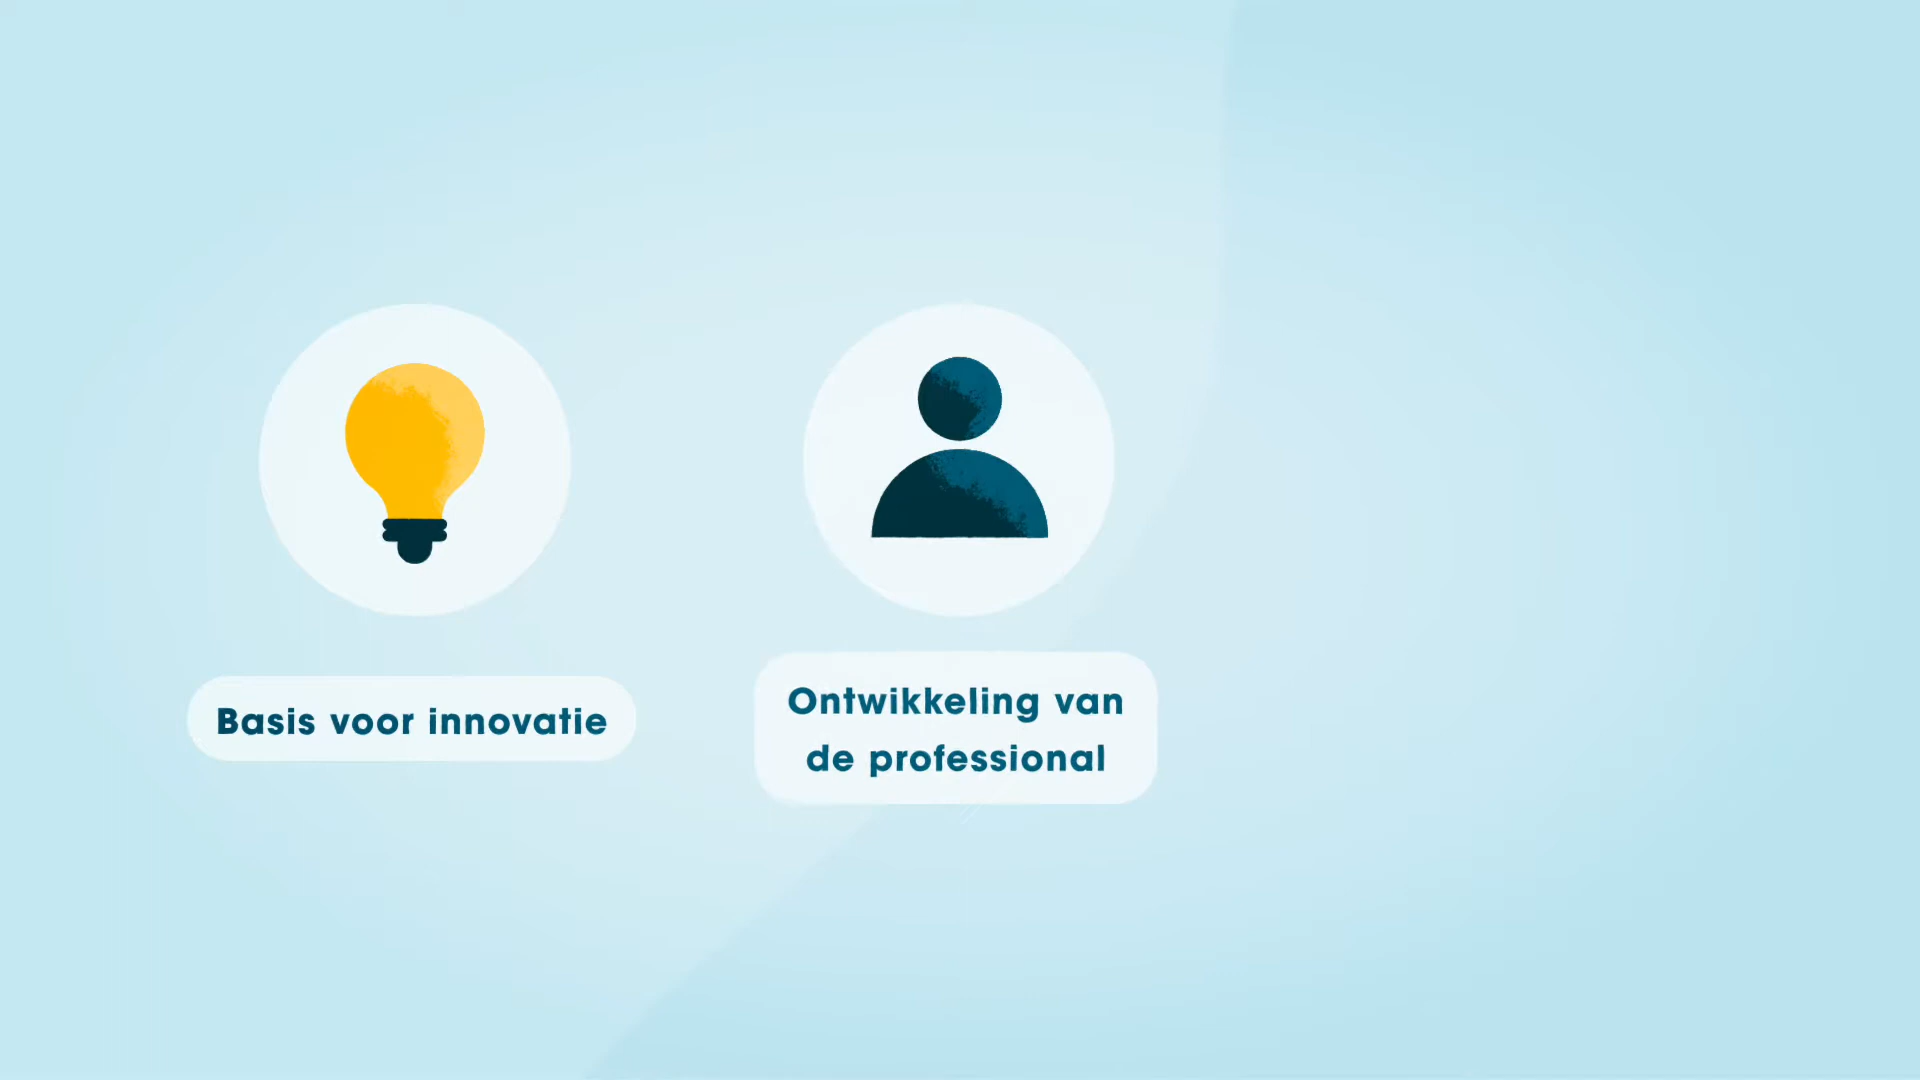 Basis voor innovatie
Ontwikkeling van
de professional